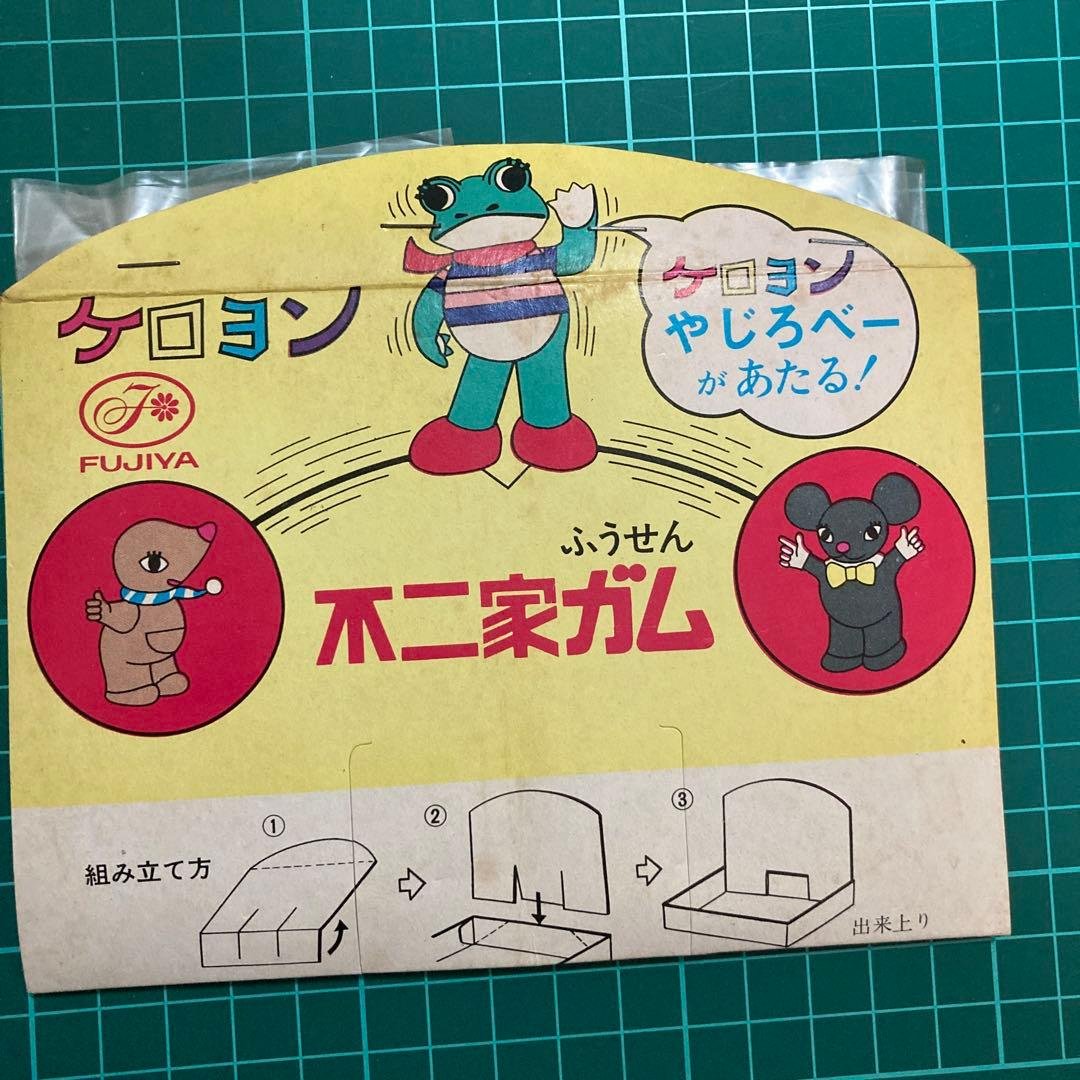 ケロヨン
ケロヨン
やじろべー
があたる!
F
FUJIYA
ふうせん
不二家ガム
組み立て方
①
②
③
出来上り